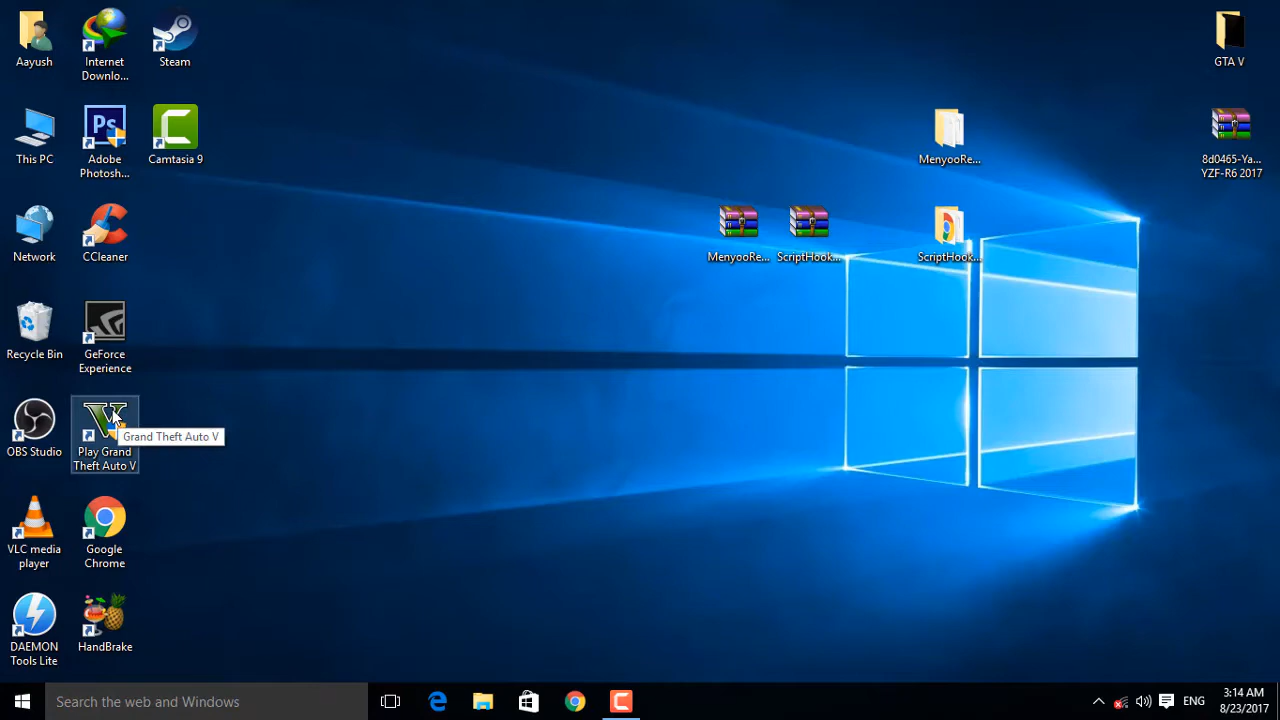 Aayush
Internet
Downlo...
Steam
GTA V
This PC
Adobe
Photosh...
Camtasia 9
MenyooRe...
8d0465-Ya...
YZF-R6 2017
Network
CCleaner
MenyooRe...
ScriptHook...
ScriptHook...
Recycle Bin
GeForce
Experience
OBS Studio
Play Grand
Theft Auto V
Grand Theft Auto V
VLC media
player
Google
Chrome
DAEMON
Tools Lite
HandBrake
Search the web and Windows
ENG
3:14 AM
8/23/2017